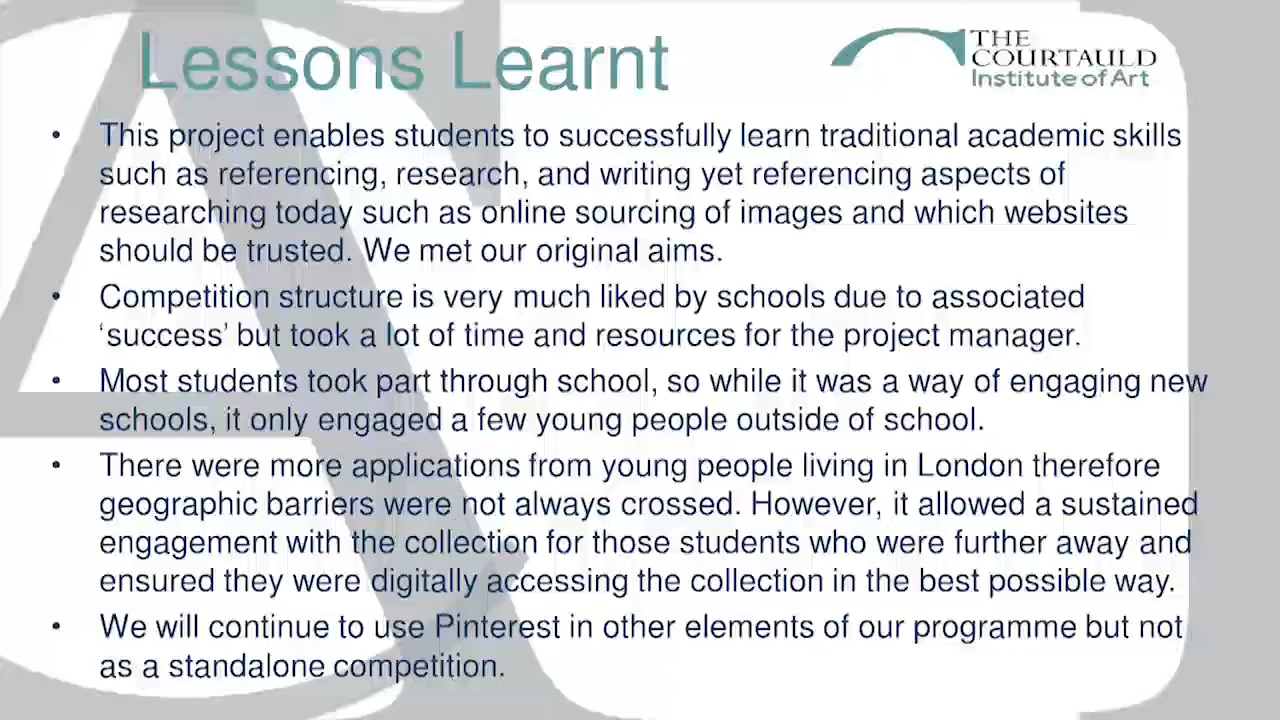 Lessons Learnt
THE
COURTAULD
Institute of Art
• This project enables students to successfully learn traditional academic skills
such as referencing, research, and writing yet referencing aspects of
researching today such as online sourcing of images and which websites
should be trusted. We met our original aims.
• Competition structure is very much liked by schools due to associated
‘success’ but took a lot of time and resources for the project manager.
• Most students took part through school, so while it was a way of engaging new
schools, it only engaged a few young people outside of school.
• There were more applications from young people living in London therefore
geographic barriers were not always crossed. However, it allowed a sustained
engagement with the collection for those students who were further away and
ensured they were digitally accessing the collection in the best possible way.
• We will continue to use Pinterest in other elements of our programme but not
as a standalone competition.